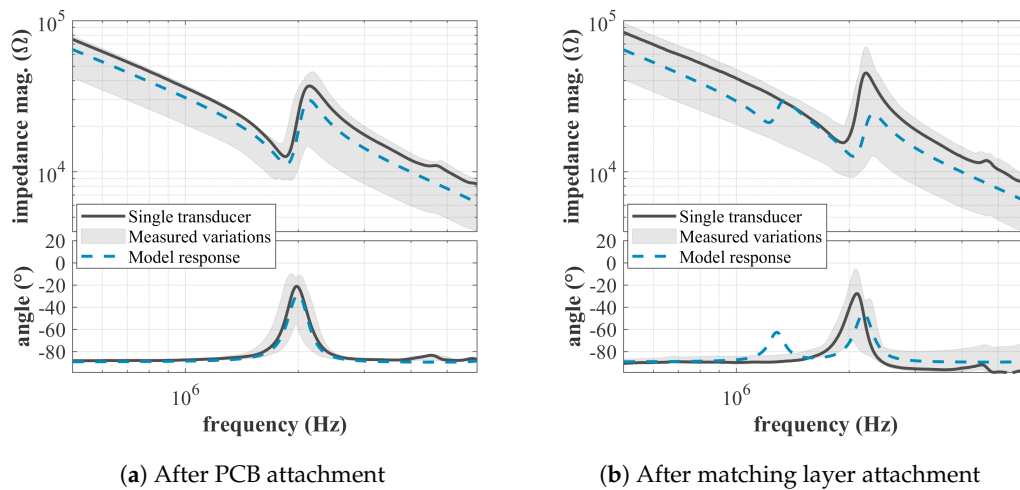 10^5
10^4
impedance mag. (Ω)
Single transducer
Measured variations
Model response
20
0
-20
-40
-60
-80
angle (°)
10^6
frequency (Hz)
(a) After PCB attachment
10^5
10^4
impedance mag. (Ω)
Single transducer
Measured variations
Model response
20
0
-20
-40
-60
-80
angle (°)
10^6
frequency (Hz)
(b) After matching layer attachment